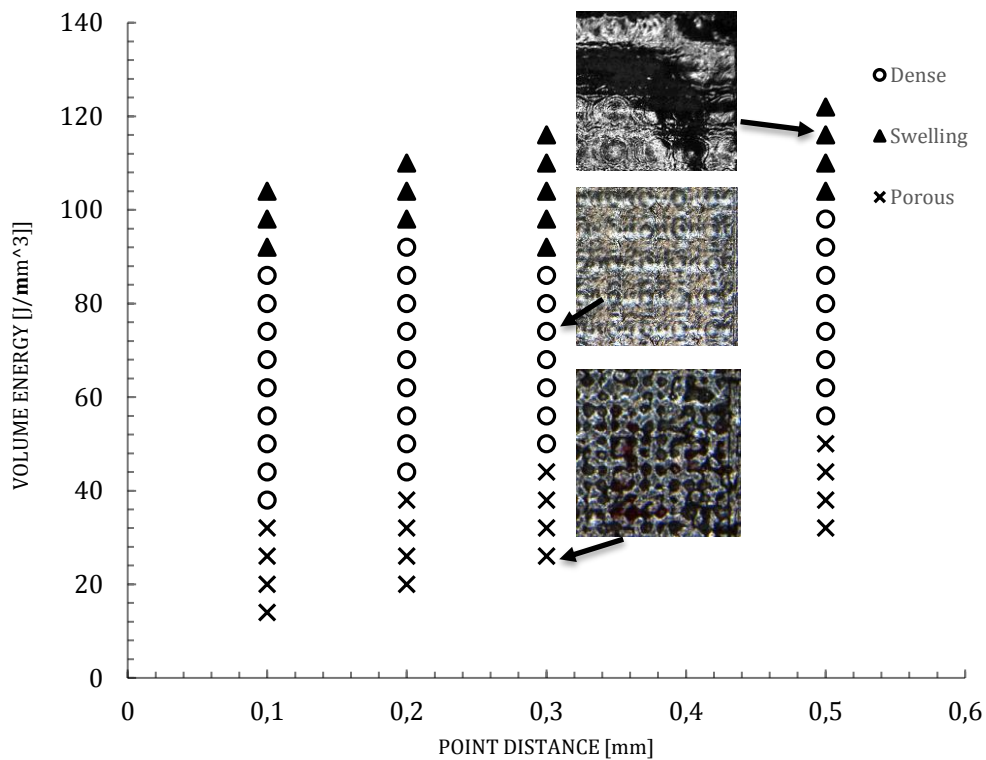 140
120
100
80
60
40
20
0
VOLUME ENERGY [J/mm^3]]
0 0,1 0,2 0,3 0,4 0,5 0,6
POINT DISTANCE [mm]
Dense
Swelling
Porous